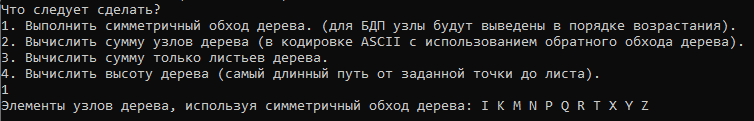 Что следует сделать?
1. Выполнить симметричный обход дерева. (для БДП узлы будут выведены в порядке возрастания).
2. Вычислить сумму узлов дерева (в кодировке ASCII с использованием обратного обхода дерева).
3. Вычислить сумму только листьев дерева.
4. Вычислить высоту дерева (самый длинный путь от заданной точки до листа).
1
Элементы узлов дерева, используя симметричный обход дерева: I K M N P Q R T X Y Z